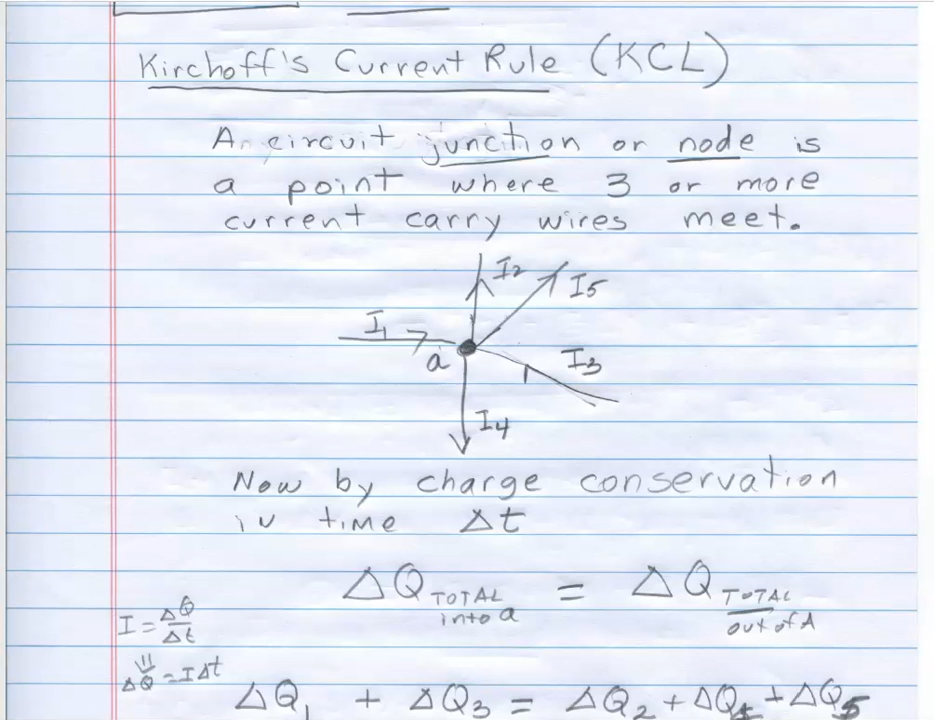 Kirchoff's Current Rule (KCL)
A circuit junction or node is
a point where 3 or more
current carry wires meet.
I2
I5
I1
a
I3
I4
Now by charge conservation
in time Δt
ΔQ TOTAL into a = ΔQ TOTAL out of A
I = ΔQ/Δt
⇓
ΔQ = IΔt
ΔQ1 + ΔQ3 = ΔQ2 + ΔQ4 + ΔQ5